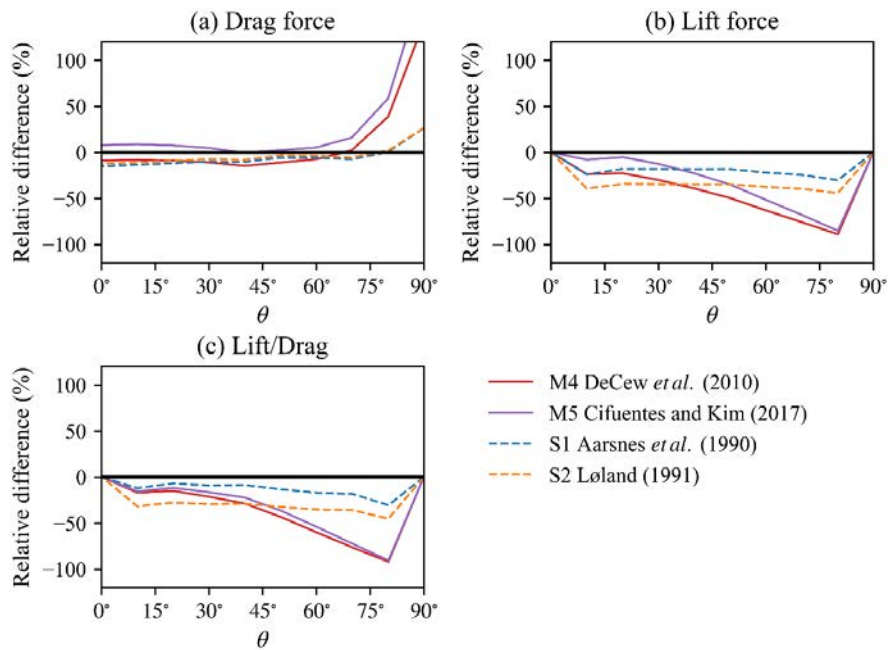 (a) Drag force
Relative difference (%)
100
50
0
−50
−100
0° 15° 30° 45° 60° 75° 90°
θ
(b) Lift force
Relative difference (%)
100
50
0
−50
−100
0° 15° 30° 45° 60° 75° 90°
θ
(c) Lift/Drag
Relative difference (%)
100
50
0
−50
−100
0° 15° 30° 45° 60° 75° 90°
θ
M4 DeCew et al. (2010)
M5 Cifuentes and Kim (2017)
S1 Aarsnes et al. (1990)
S2 Løland (1991)